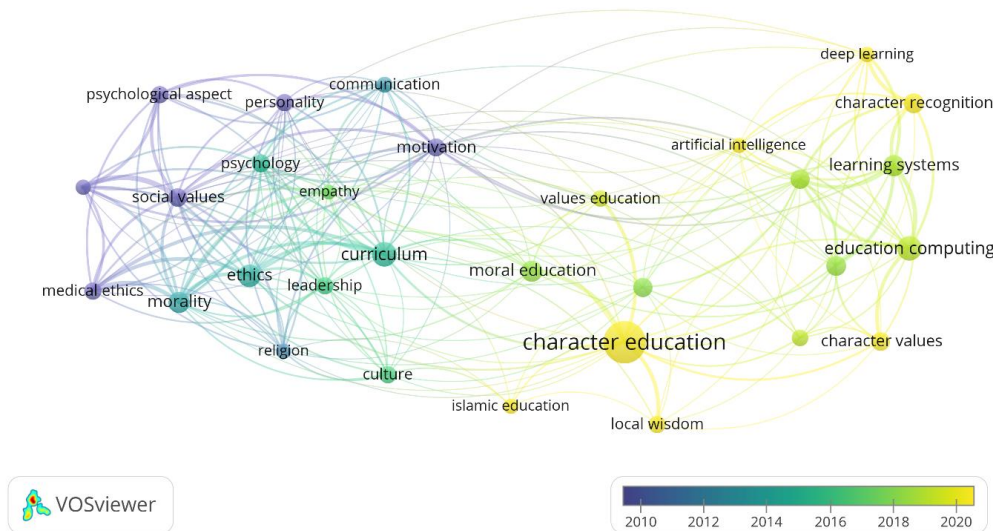 deep learning
communication
psychological aspect
personality
character recognition
motivation
artificial intelligence
psychology
learning systems
empathy
social values
values education
curriculum
education computing
ethics
moral education
leadership
medical ethics
morality
character education
character values
religion
culture
islamic education
local wisdom
VOSviewer
2010 2012 2014 2016 2018 2020